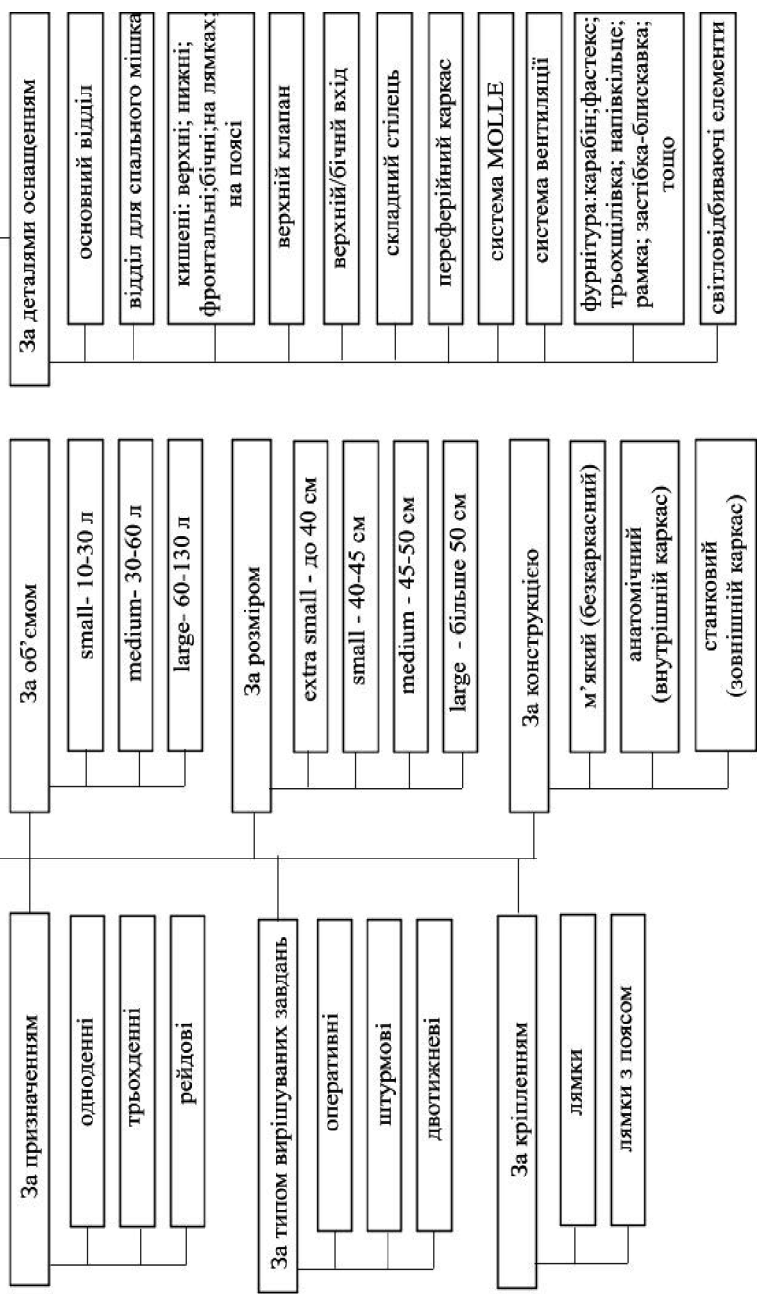 За призначенням
одноденні
трьохденні
рейдові
За типом вирішуваних завдань
оперативні
штурмові
двотижневі
За кріпленням
лямки
лямки з поясом
За об’ємом
small- 10-30 л
medium- 30-60 л
large- 60-130 л
За розміром
extra small - до 40 см
small - 40-45 см
medium - 45-50 см
large - більше 50 см
За конструкцією
м’який (безкаркасний)
анатомічний
(внутрішній каркас)
станковий
(зовнішній каркас)
За деталями оснащенням
основний відділ
відділ для спального мішка
кишені: верхні; нижні;
фронтальні;бічні;на лямках;
на поясі
верхній клапан
верхній/бічнй вхід
складний стілець
переферійний каркас
система MOLLE
система вентиляції
фурнітура:карабін;фастекс;
трьохщілівка; напівкільце;
рамка; застібка-блискавка;
тощо
світловідбиваючі елементи